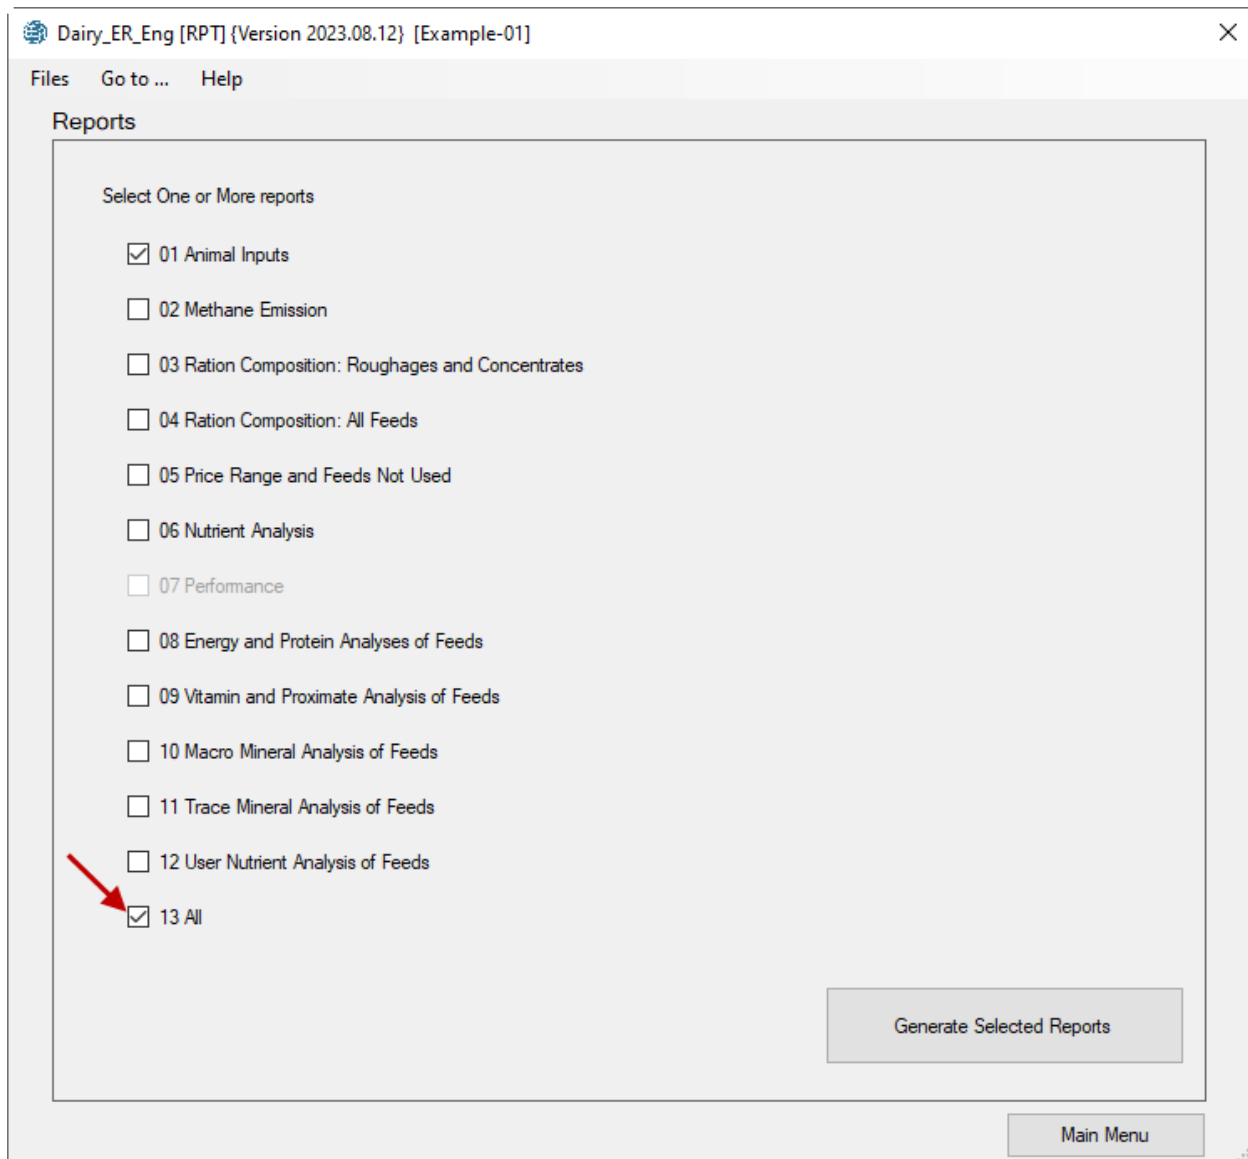 Dairy_ER_Eng [RPT] {Version 2023.08.12} [Example-01]
Files Go to ... Help
Reports
Select One or More reports
01 Animal Inputs
02 Methane Emission
03 Ration Composition: Roughages and Concentrates
04 Ration Composition: All Feeds
05 Price Range and Feeds Not Used
06 Nutrient Analysis
07 Performance
08 Energy and Protein Analyses of Feeds
09 Vitamin and Proximate Analysis of Feeds
10 Macro Mineral Analysis of Feeds
11 Trace Mineral Analysis of Feeds
12 User Nutrient Analysis of Feeds
13 All
Generate Selected Reports
Main Menu